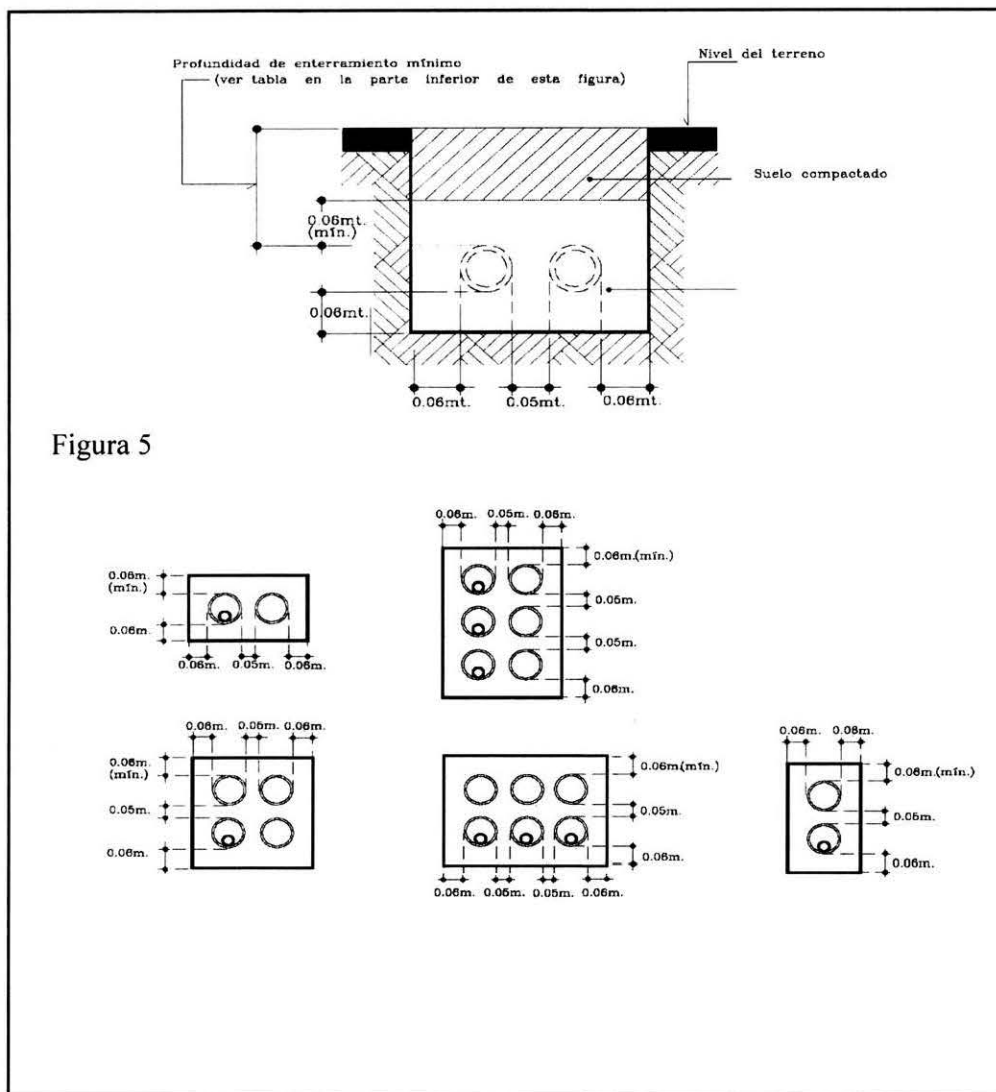 Profundidad de enterramiento mínimo
(ver tabla en la parte inferior de esta figura)
Nivel del terreno
Suelo compactado
0.06mt.
(mín.)
0.06mt.
0.06mt.
0.05mt.
0.06mt.
Figura 5
0.06m.
(mín.)
0.06m.
0.06m.
0.05m.
0.06m.
0.06m.
0.05m.
0.06m.
0.06m.(mín.)
0.05m.
0.05m.
0.06m.
0.06m.
0.05m.
0.06m.
0.06m.
(mín.)
0.05m.
0.06m.
0.06m.(mín.)
0.05m.
0.06m.
0.06m.
0.05m.
0.05m.
0.06m.
0.06m.
0.06m.
0.06m.(mín.)
0.05m.
0.06m.